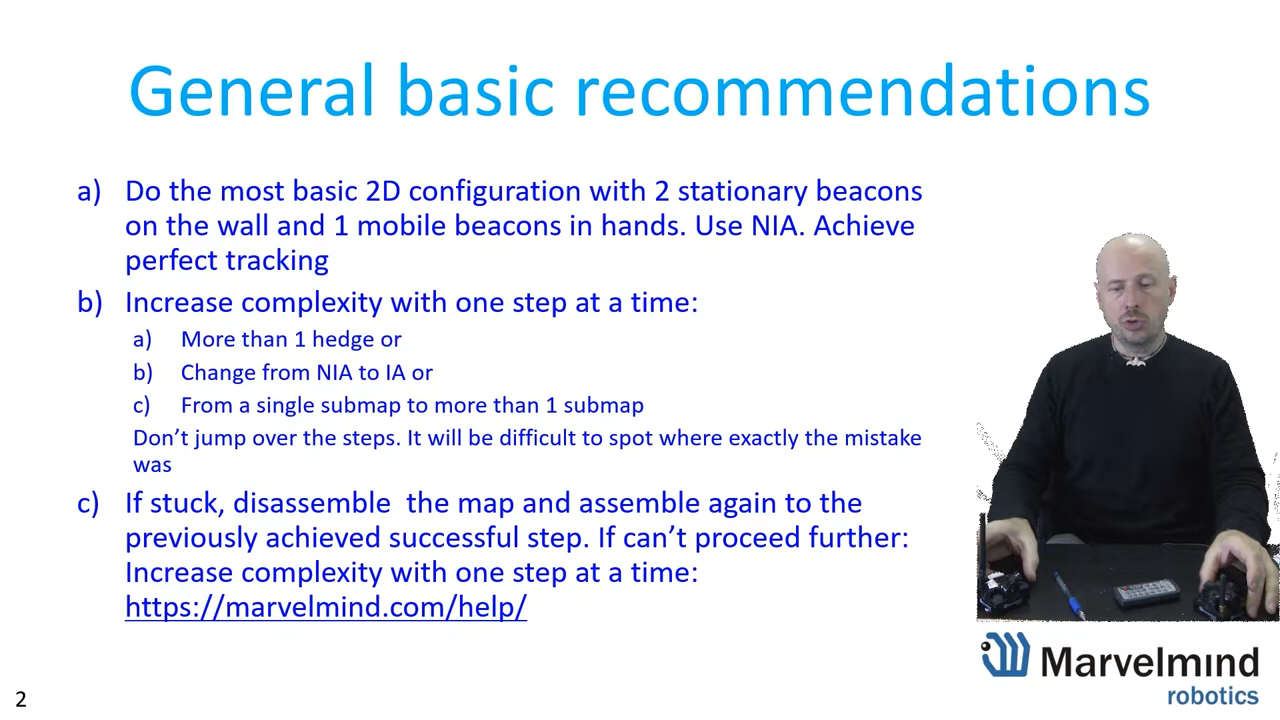 General basic recommendations
a) Do the most basic 2D configuration with 2 stationary beacons
on the wall and 1 mobile beacons in hands. Use NIA. Achieve
perfect tracking
b) Increase complexity with one step at a time:
a) More than 1 hedge or
b) Change from NIA to IA or
c) From a single submap to more than 1 submap
Don't jump over the steps. It will be difficult to spot where exactly the mistake
was
c) If stuck, disassemble  the map and assemble again to the
previously achieved successful step. If can't proceed further:
Increase complexity with one step at a time:
https://marvelmind.com/help/
Marvelmind
robotics
2